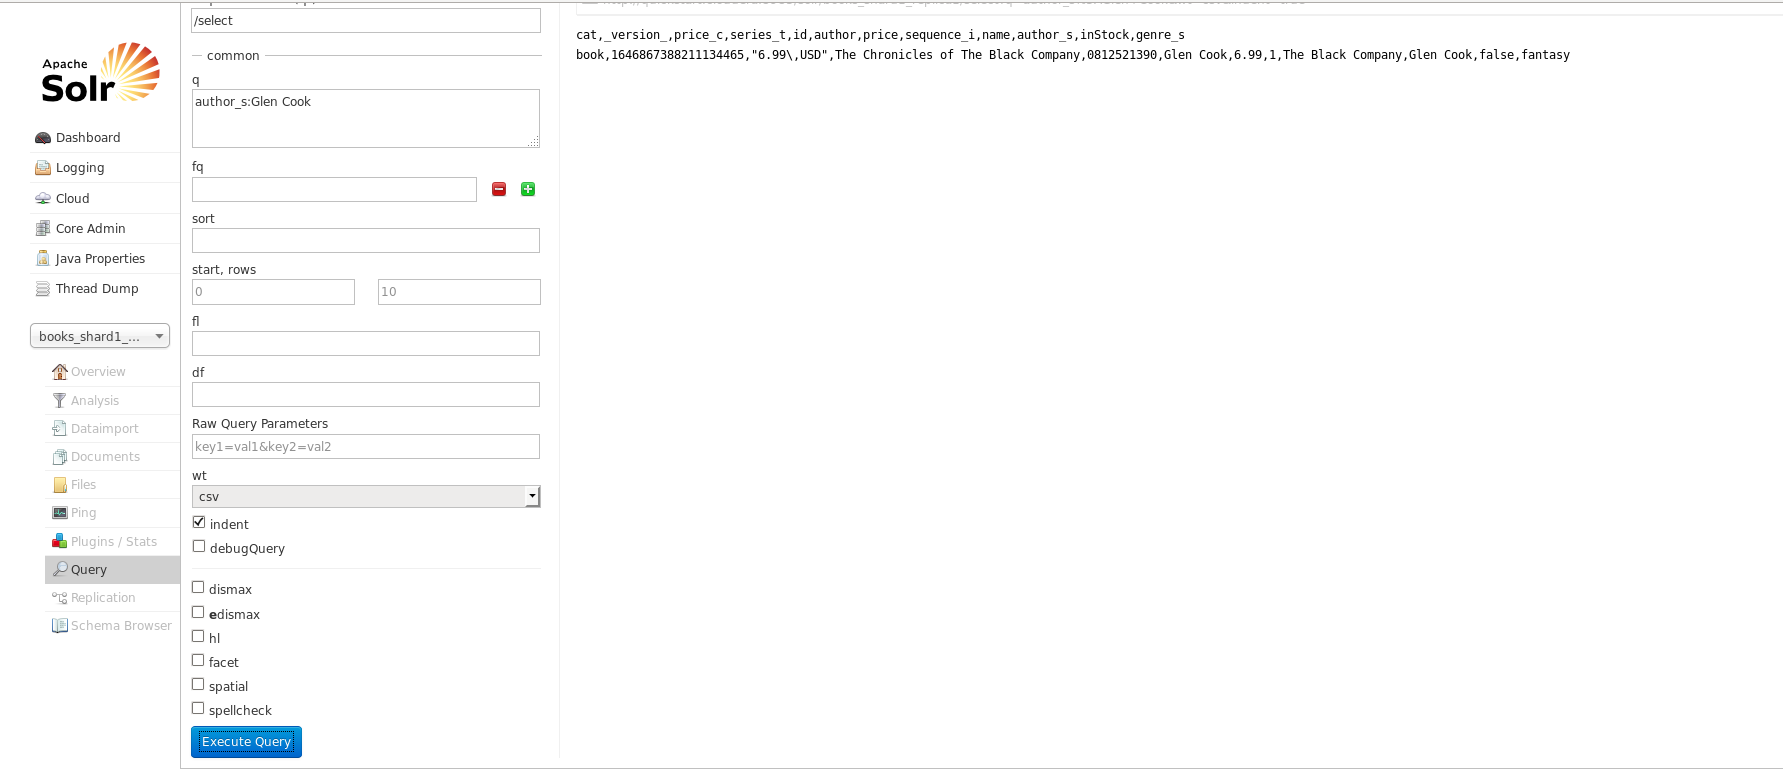 /select
common
q
author_s:Glen Cook
fq
sort
start, rows
0
10
fl
df
Raw Query Parameters
key1=val1&key2=val2
wt
csv
indent
debugQuery
dismax
edismax
hl
facet
spatial
spellcheck
Execute Query
Apache
Solr
Dashboard
Logging
Cloud
Core Admin
Java Properties
Thread Dump
books_shard1_...
Overview
Analysis
Dataimport
Documents
Files
Ping
Plugins / Stats
Query
Replication
Schema Browser
cat,_version_,price_c,series_t,id,author,price,sequence_i,name,author_s,inStock,genre_s
book,1646867388211134465,"6.99\,USD",The Chronicles of The Black Company,0812521390,Glen Cook,6.99,1,The Black Company,Glen Cook,false,fantasy